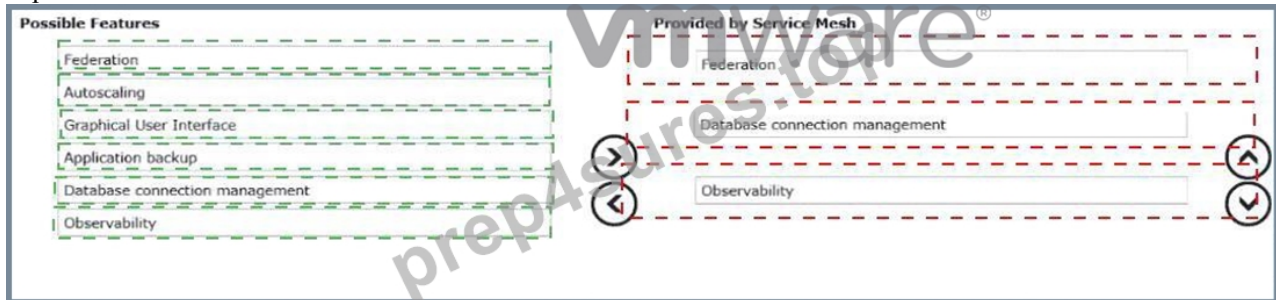 Possible Features
Federation
Autoscaling
Graphical User Interface
Application backup
Database connection management
Observability
Provided by Service Mesh
Federation
Database connection management
Observability
vmware®
prep4sures.top